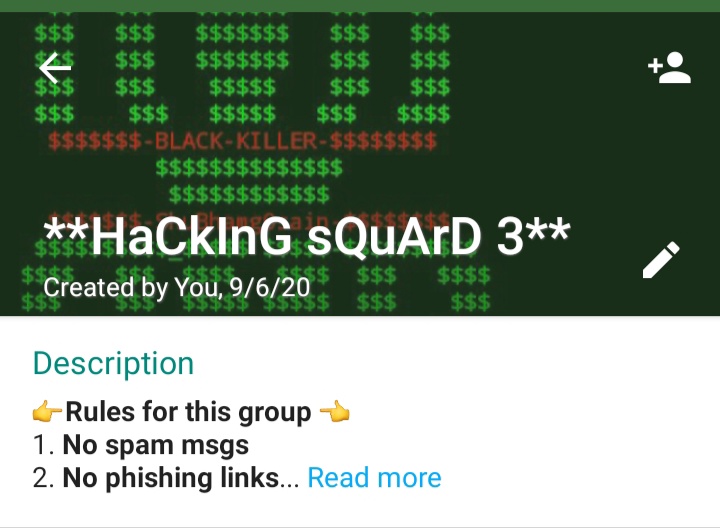 $$$ $$$ $$$$$$$ $$$ $$$
$$$ $$$ $$$$$$$ $$$ $$$
$$$ $$$ $$$$$ $$$ $$$
$$$ $$$ $$$$$ $$$ $$$$
$$$$$$$-BLACK-KILLER-$$$$$$$$
$$$$$$$$$$$$$$
$$$$$$$$$$$$
**HaCkInG sQuArD 3**
Created by You, 9/6/20
Description
👉Rules for this group 👈
1. No spam msgs
2. No phishing links... Read more